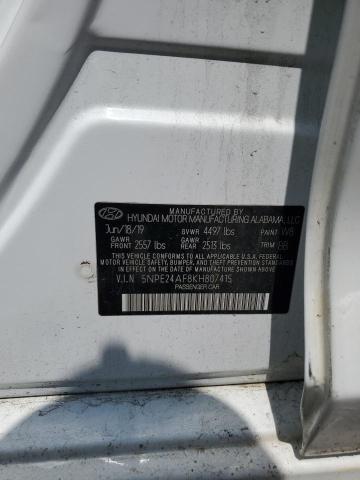 MANUFACTURED BY
HYUNDAI MOTOR MANUFACTURING ALABAMA, LLC
Jun/18/19 GVWR 4497 lbs PAINT W8
GAWR FRONT 2557 lbs GAWR REAR 2513 lbs TRIM
THIS VEHICLE CONFORMS TO ALL APPLICABLE FEDERAL
MOTOR VEHICLE SAFETY, BUMPER, AND THEFT PREVENTION
STANDARDS IN EFFECT ON THE DATE OF MANUFACTURE SHOWN ABOVE.
V.I.N 5NPE24AF8KH807415
PASSENGER CAR